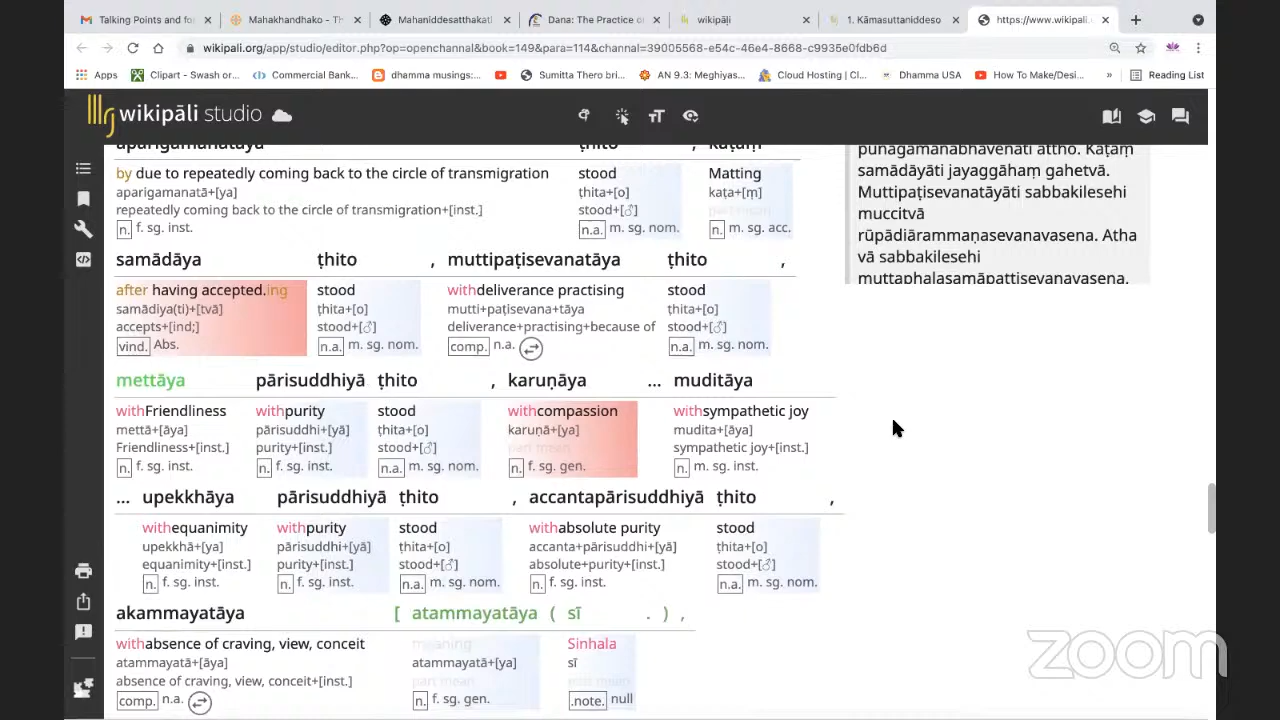 Talking Points and fo
Mahakhandhako - Th
Mahaniddesatthakath
Dana: The Practice o
wikipāḷi
1. Kāmasuttaniddeso
https://www.wikipali.
wikipali.org/app/studio/editor.php?op=openchannel&book=149&para=114&channel=39005568-e54c-46e4-8668-c9935e0fdb6d
Apps
Clipart - Swash or...
Commercial Bank...
dhamma musings:...
Sumitta Thero bri...
AN 9.3: Meghiyas...
Cloud Hosting | Cl...
Dhamma USA
How To Make/Desi...
»
Reading List
wikipāli studio
aparigamanatāya ṭhito , kaṭaṃ
by due to repeatedly coming back to the circle of transmigration stood Matting
aparigamanatā+[ya] ṭhita+[o] kaṭa+[ṃ]
repeatedly coming back to the circle of transmigration+[inst.] stood+[♂]
n. f. sg. inst. n.a. m. sg. nom. n. m. sg. acc.
samādāya ṭhito , muttipaṭisevanatāya ṭhito ,
after having accepted.ing stood withdeliverance practising stood
samādiya(ti)+[tvā] ṭhita+[o] mutti+paṭisevana+tāya ṭhita+[o]
accepts+[ind;] stood+[♂] deliverance+practising+because of stood+[♂]
vind. Abs. n.a. m. sg. nom. comp. n.a. n.a. m. sg. nom.
mettāya pārisuddhiyā ṭhito , karuṇāya ... muditāya
withFriendliness withpurity stood withcompassion withsympathetic joy
mettā+[āya] pārisuddhi+[yā] ṭhita+[o] karuṇā+[ya] mudita+[āya]
Friendliness+[inst.] purity+[inst.] stood+[♂] part mean sympathetic joy+[inst.]
n. f. sg. inst. n. f. sg. inst. n.a. m. sg. nom. n. f. sg. gen. n. m. sg. inst.
... upekkhāya pārisuddhiyā ṭhito , accantapārisuddhiyā ṭhito ,
withequanimity withpurity stood withabsolute purity stood
upekkhā+[ya] pārisuddhi+[yā] ṭhita+[o] accanta+pārisuddhi+[yā] ṭhita+[o]
equanimity+[inst.] purity+[inst.] stood+[♂] absolute+purity+[inst.] stood+[♂]
n. f. sg. inst. n. f. sg. inst. n.a. m. sg. nom. n. f. sg. inst. n.a. m. sg. nom.
akammayatāya [ atammayatāya ( sī . ) ,
withabsence of craving, view, conceit meaning Sinhala
atammayatā+[āya] atammayatā+[ya] sī
absence of craving, view, conceit+[inst.] part mean
comp. n.a. n. f. sg. gen. .note. null
punāgamanabhāvenāti attho. Kaṭaṃ
samādāyāti jayaggāhaṃ gahetvā.
Muttipaṭisevanatāyāti sabbakilesehi
muccitvā
rūpādiārammaṇasevanavasena. Atha
vā sabbakilesehi
muttaphalasamāpattisevanavasena.
zoom